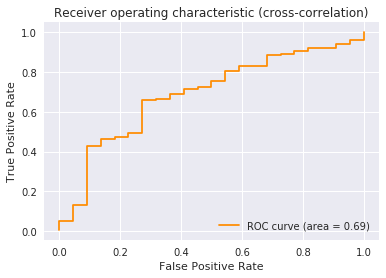 Receiver operating characteristic (cross-correlation)
1.0
0.8
0.6
0.4
0.2
0.0
True Positive Rate
ROC curve (area = 0.69)
0.0 0.2 0.4 0.6 0.8 1.0
False Positive Rate